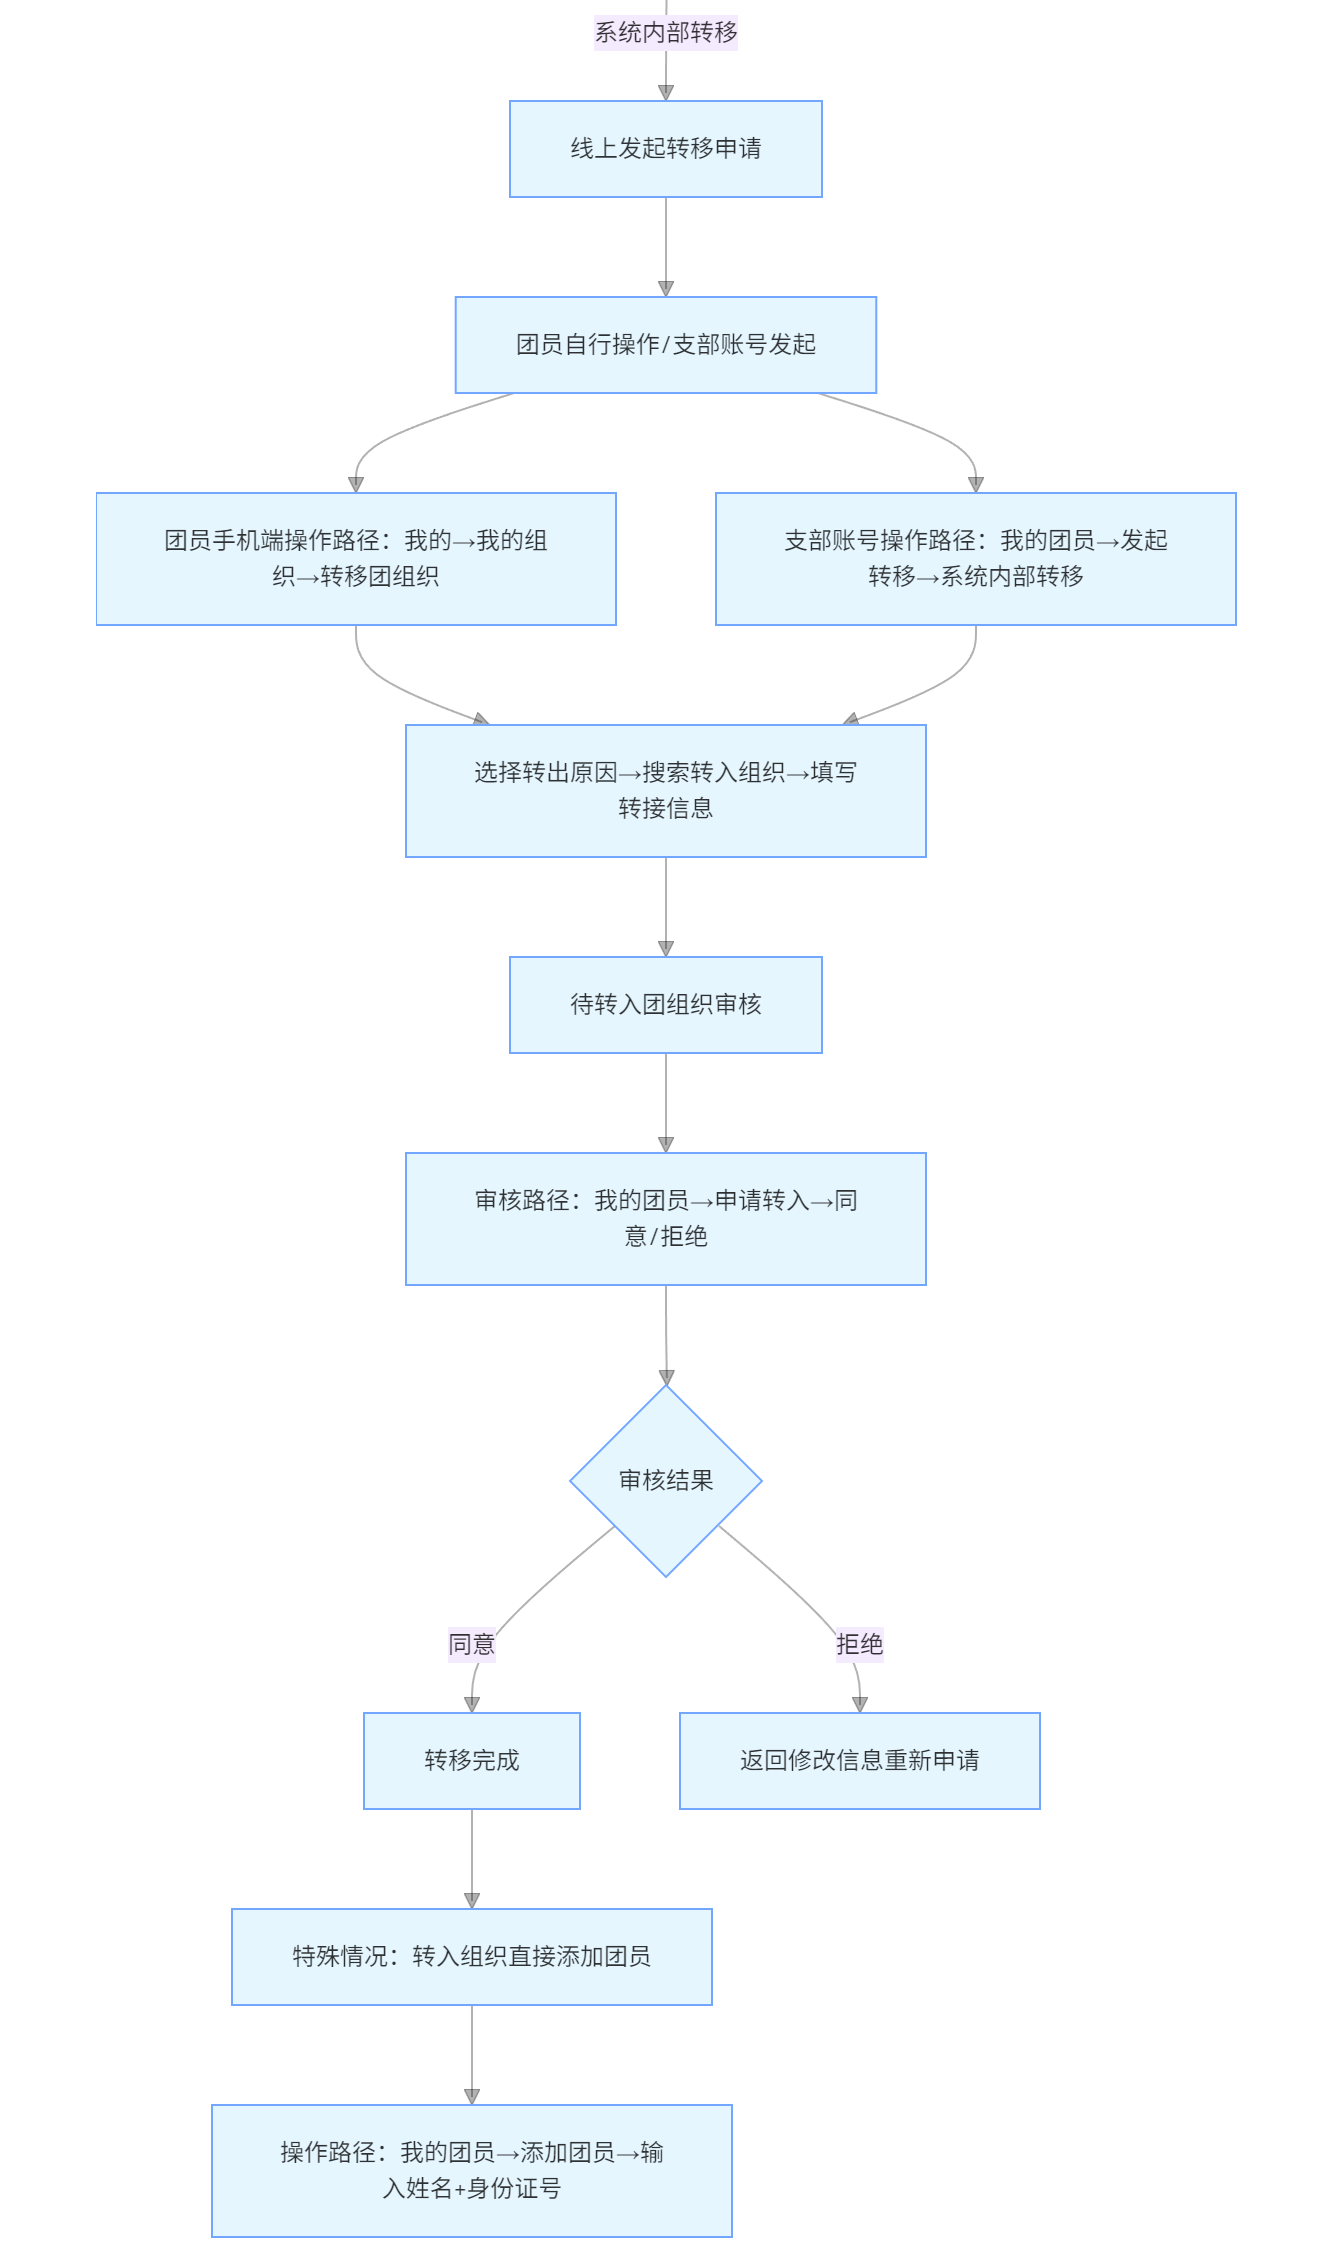 系统内部转移
线上发起转移申请
团员自行操作/支部账号发起
团员手机端操作路径：我的→我的组
织→转移团组织
支部账号操作路径：我的团员→发起
转移→系统内部转移
选择转出原因→搜索转入组织→填写
转接信息
待转入团组织审核
审核路径：我的团员→申请转入→同
意/拒绝
审核结果
同意
拒绝
转移完成
返回修改信息重新申请
特殊情况：转入组织直接添加团员
操作路径：我的团员→添加团员→输
入姓名+身份证号